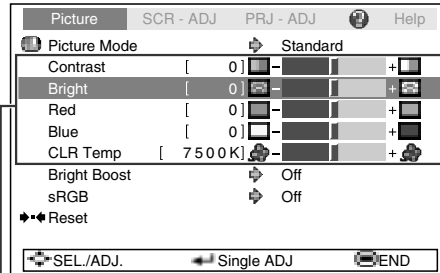 Picture SCR - ADJ PRJ - ADJ ? Help
Picture Mode Standard
Contrast [ 0] - +
Bright [ 0] - +
Red [ 0] - +
Blue [ 0] - +
CLR Temp [ 7500K] - +
Bright Boost Off
sRGB Off
Reset
SEL./ADJ. Single ADJ END